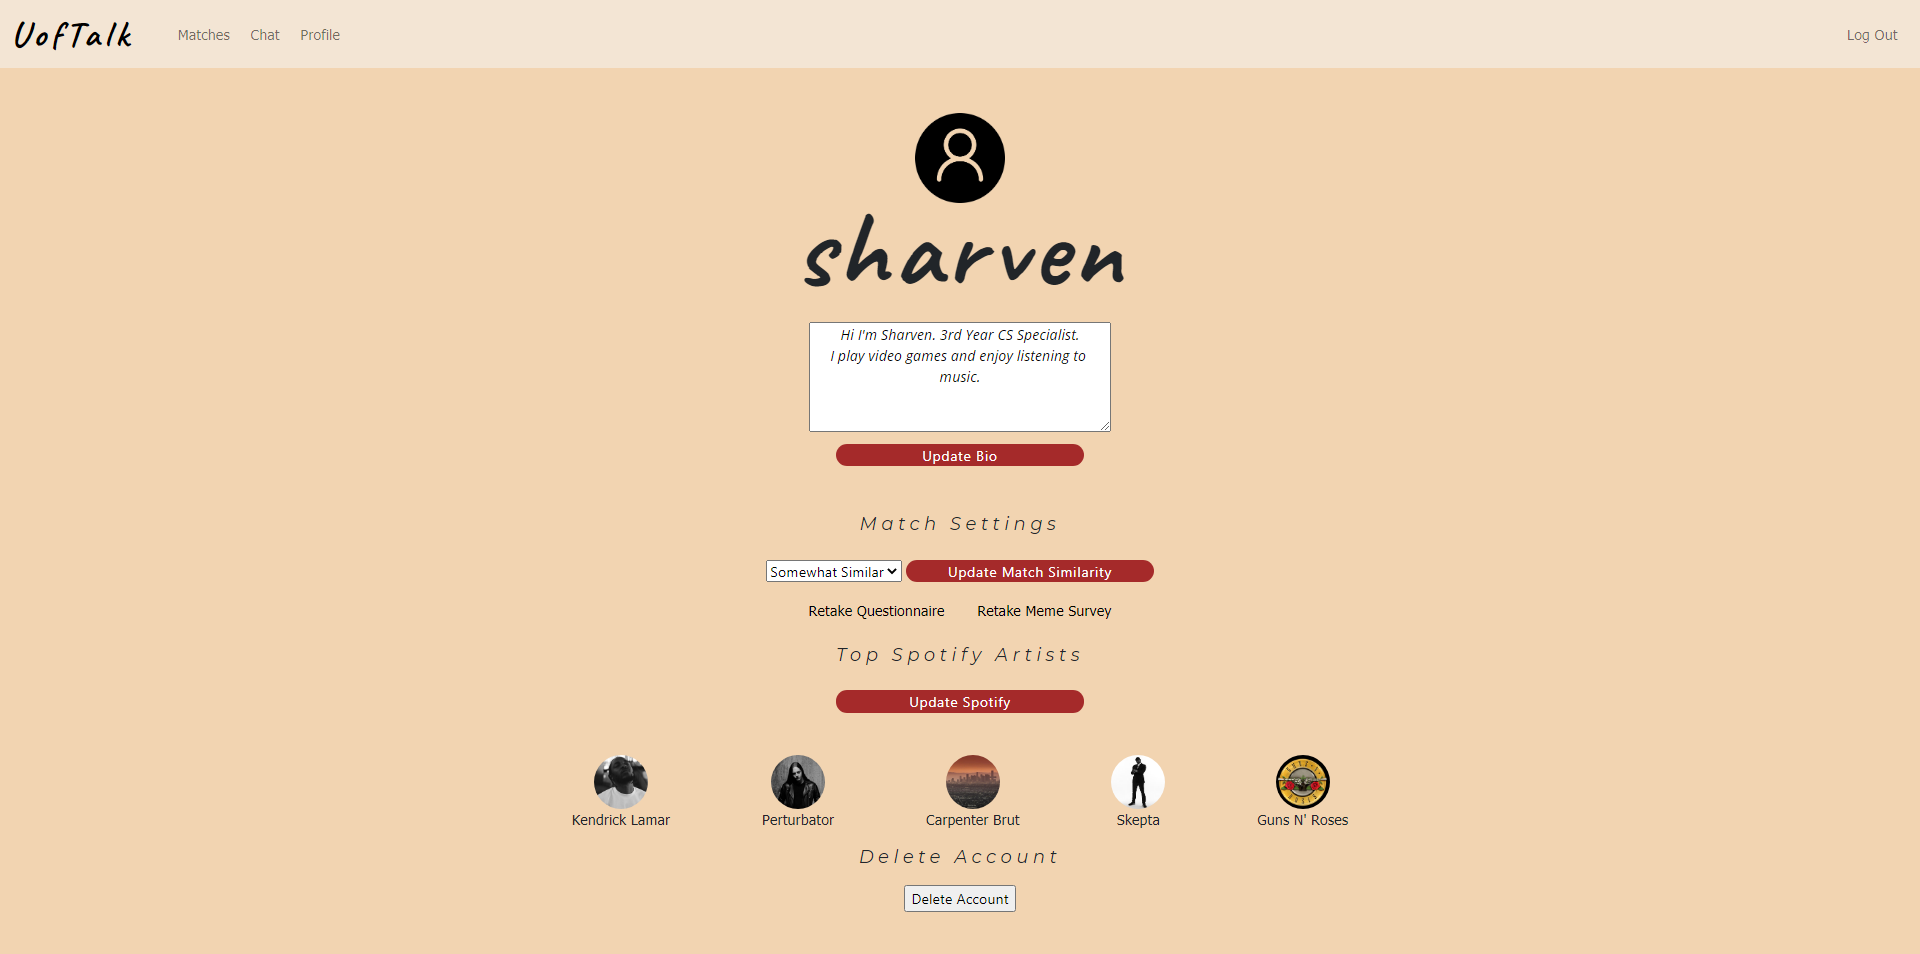 UofTalk
Matches
Chat
Profile
Log Out
sharven
Hi I'm Sharven. 3rd Year CS Specialist.
I play video games and enjoy listening to
music.
Update Bio
Match Settings
Somewhat Similar
Update Match Similarity
Retake Questionnaire
Retake Meme Survey
Top Spotify Artists
Update Spotify
Kendrick Lamar
Perturbator
Carpenter Brut
Skepta
Guns N' Roses
Delete Account
Delete Account